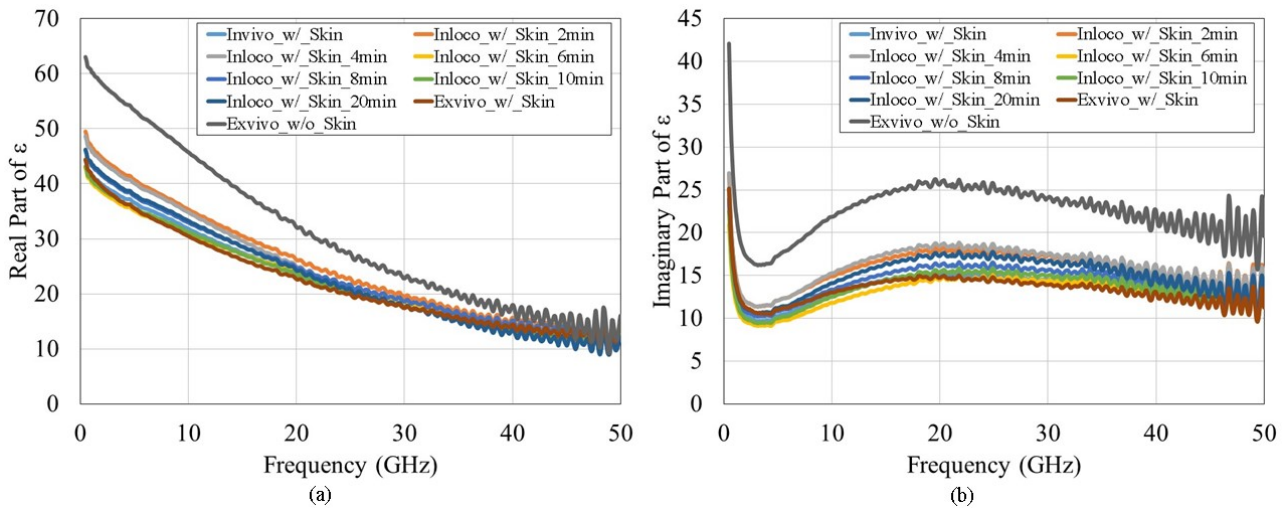 70
60
50
40
30
20
10
0
Real Part of ε
Invivo_w/_Skin
Inloco_w/_Skin_2min
Inloco_w/_Skin_4min
Inloco_w/_Skin_6min
Inloco_w/_Skin_8min
Inloco_w/_Skin_10min
Inloco_w/_Skin_20min
Exvivo_w/_Skin
Exvivo_w/o_Skin
0 10 20 30 40 50
Frequency (GHz)
(a)
45
40
35
30
25
20
15
10
5
0
Imaginary Part of ε
Invivo_w/_Skin
Inloco_w/_Skin_2min
Inloco_w/_Skin_4min
Inloco_w/_Skin_6min
Inloco_w/_Skin_8min
Inloco_w/_Skin_10min
Inloco_w/_Skin_20min
Exvivo_w/_Skin
Exvivo_w/o_Skin
0 10 20 30 40 50
Frequency (GHz)
(b)